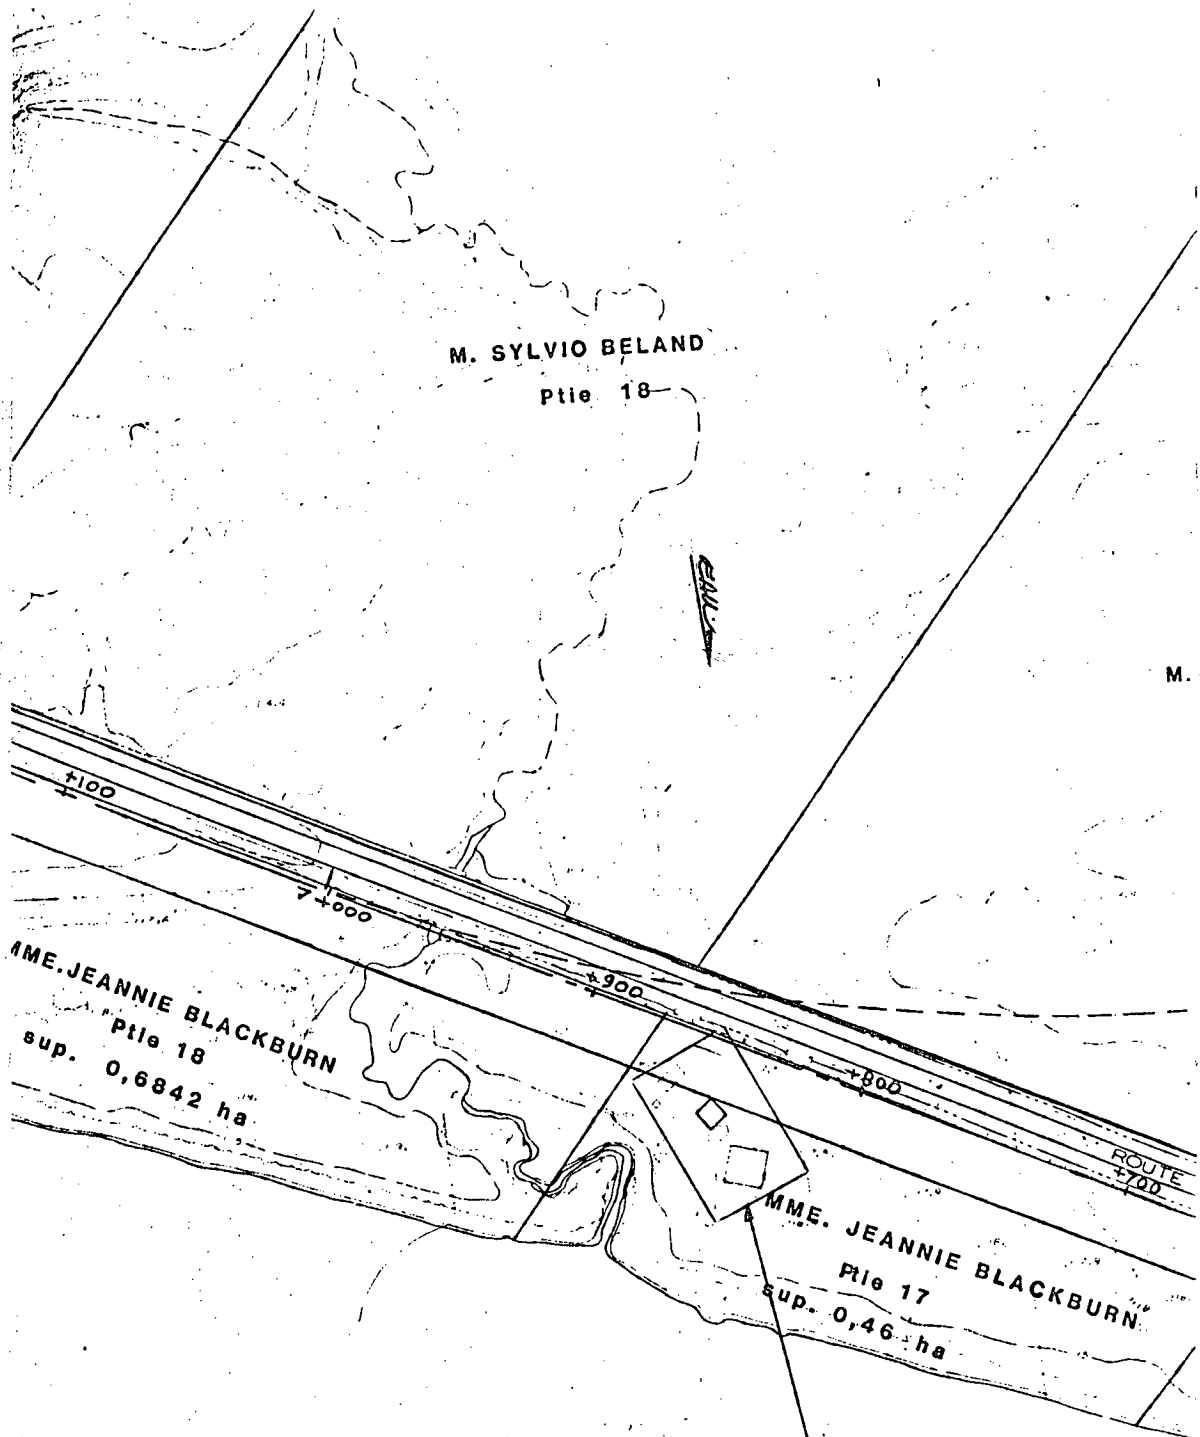 M. SYLVIO BELAND
Ptie 18
EAU
M.
+100
7+000
+900
+800
ROUTE
+700
MME. JEANNIE BLACKBURN
Ptie 18
sup. 0,6842 ha
MME. JEANNIE BLACKBURN
Ptie 17
sup. 0,46 ha